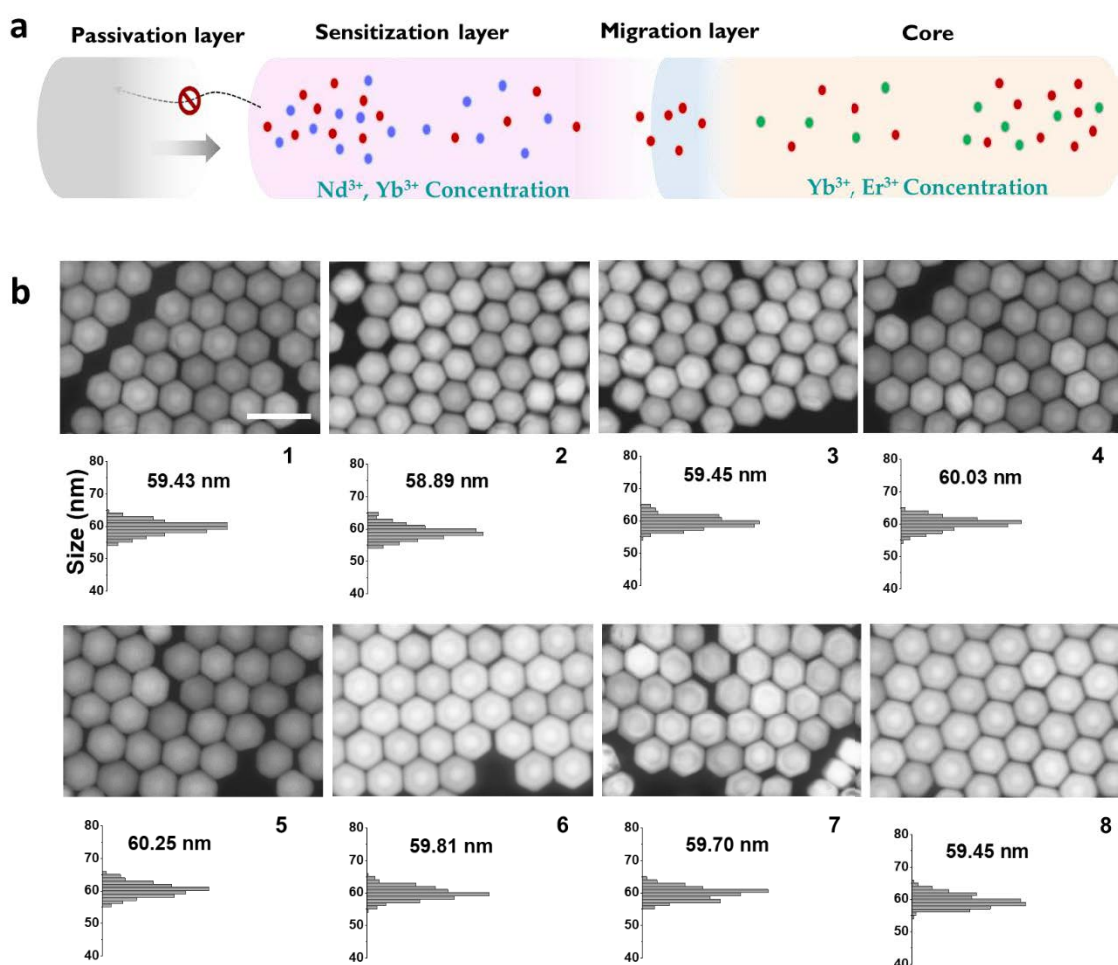 a
Passivation layer Sensitization layer Migration layer Core
Nd³⁺, Yb³⁺ Concentration Yb³⁺, Er³⁺ Concentration
b
1 2 3 4
Size (nm)
80 80 80 80
59.43 nm 58.89 nm 59.45 nm 60.03 nm
70 70 70 70
60 60 60 60
50 50 50 50
40 40 40 40
5 6 7 8
80 80 80 80
60.25 nm 59.81 nm 59.70 nm 59.45 nm
70 70 70 70
60 60 60 60
50 50 50 50
40 40 40 40